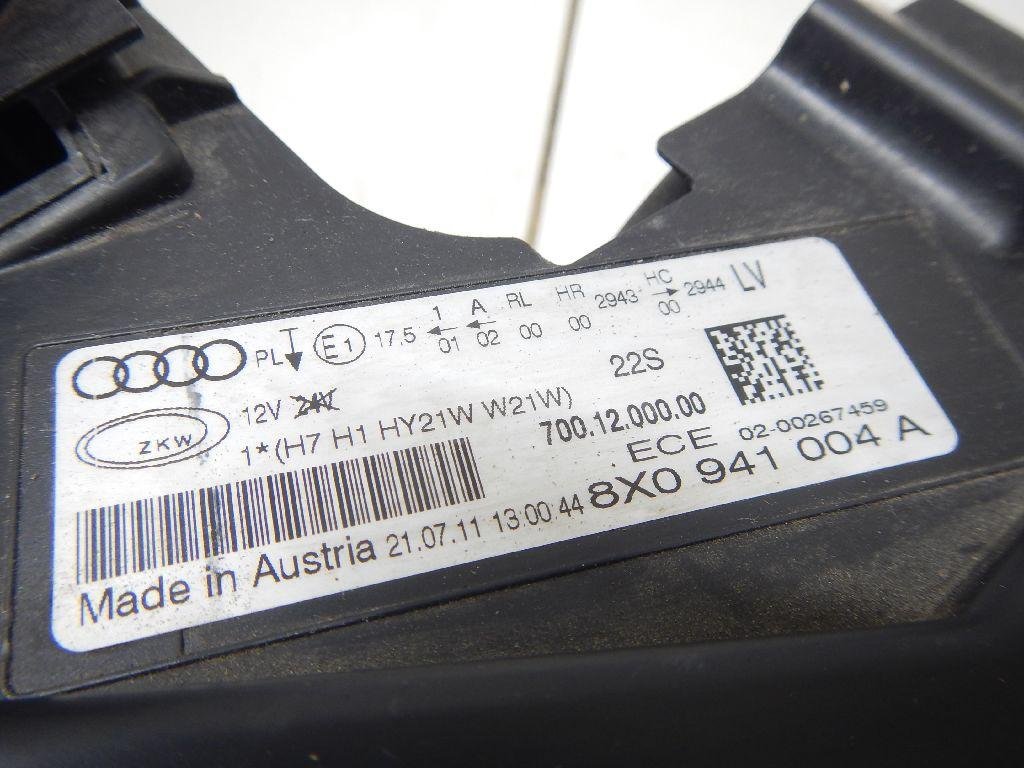 PL E1 17.5 1 A RL HR 2943 HC 2944 LV
01 02 00 00 00
ZKW 12V 24V 22S
1*(H7 H1 HY21W W21W) 700.12.000.00
ECE 02-00267459
Made in Austria 21.07.11 13:00:44 8X0 941 004 A